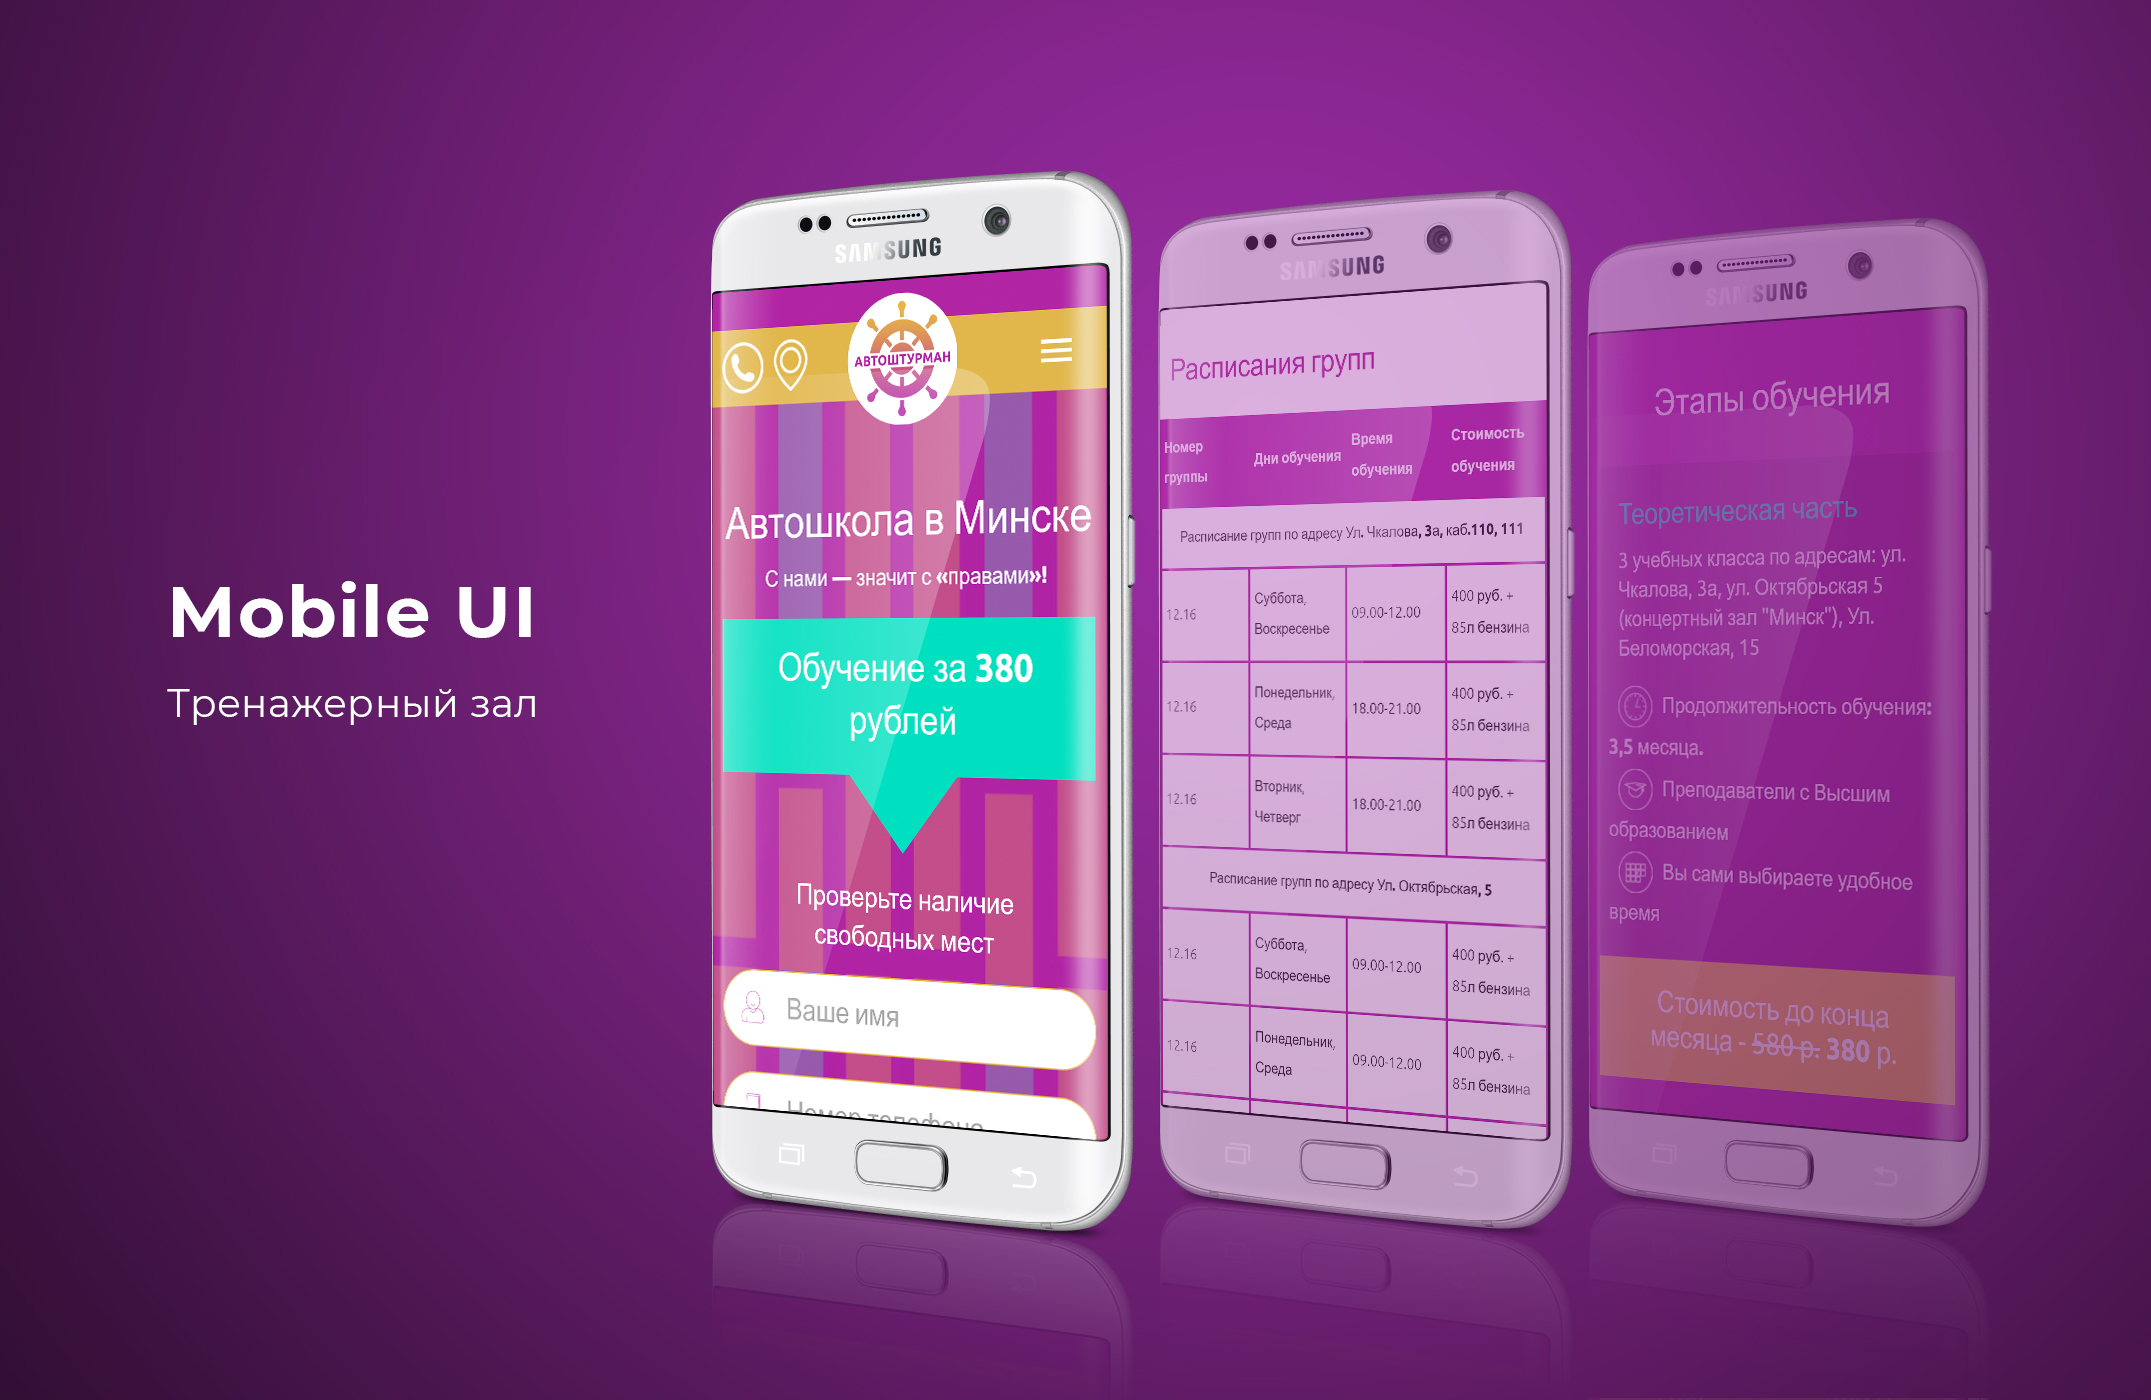 Mobile UI
Тренажерный зал
SAMSUNG
АВТОШТУРМАН
Автошкола в Минске
С нами — значит с «правами»!
Обучение за 380
рублей
Проверьте наличие
свободных мест
Ваше имя
Номер телефона
SAMSUNG
Расписания групп
Номер
группы
Дни обучения
Время
обучения
Стоимость
обучения
Расписание групп по адресу Ул. Чкалова, 3а, каб.110, 111
12.16
Суббота,
Воскресенье
09.00-12.00
400 руб. +
85л бензина
12.16
Понедельник,
Среда
18.00-21.00
400 руб. +
85л бензина
12.16
Вторник,
Четверг
18.00-21.00
400 руб. +
85л бензина
Расписание групп по адресу Ул. Октябрьская, 5
12.16
Суббота,
Воскресенье
09.00-12.00
400 руб. +
85л бензина
12.16
Понедельник,
Среда
09.00-12.00
400 руб. +
85л бензина
SAMSUNG
Этапы обучения
Теоретическая часть
3 учебных класса по адресам: ул.
Чкалова, 3а, ул. Октябрьская 5
(концертный зал "Минск"), Ул.
Беломорская, 15
Продолжительность обучения:
3,5 месяца.
Преподаватели с Высшим
образованием
Вы сами выбираете удобное
время
Стоимость до конца
месяца - 580 р. 380 р.